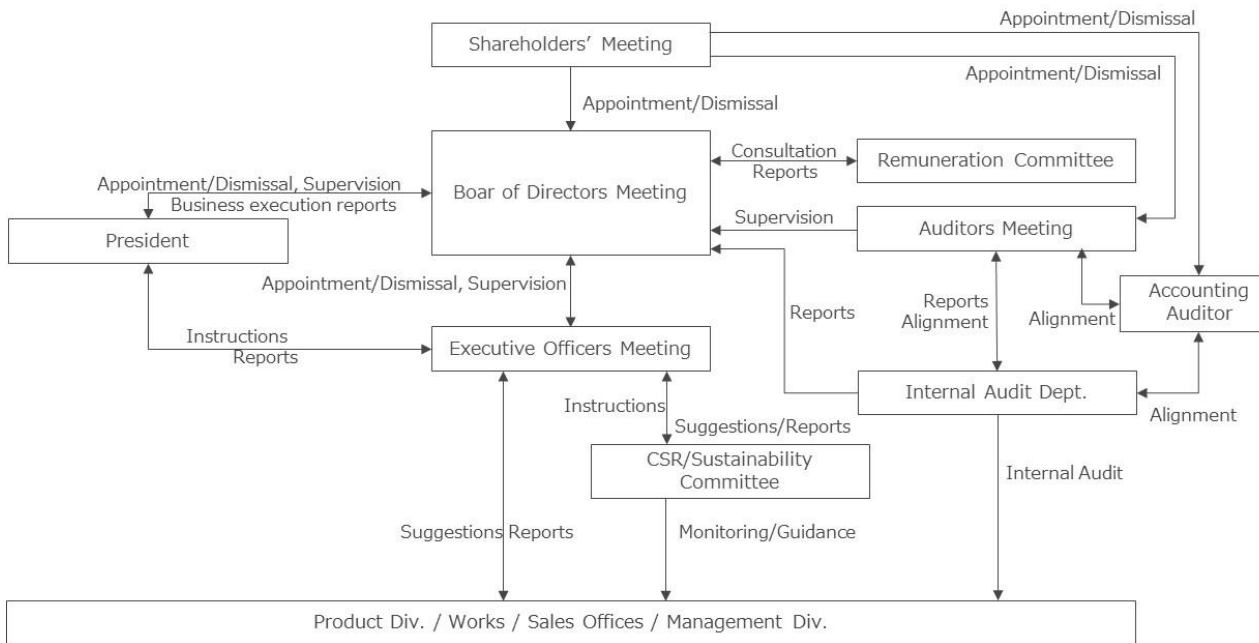 Appointment/Dismissal
Shareholders’ Meeting
Appointment/Dismissal
Appointment/Dismissal
Consultation
Reports
Remuneration Committee
Appointment/Dismissal, Supervision
Business execution reports
Boar of Directors Meeting
Supervision
Auditors Meeting
President
Appointment/Dismissal, Supervision
Reports
Reports
Alignment
Alignment
Accounting
Auditor
Instructions
Reports
Executive Officers Meeting
Instructions
Internal Audit Dept.
Alignment
Suggestions/Reports
CSR/Sustainability
Committee
Internal Audit
Suggestions Reports
Monitoring/Guidance
Product Div. / Works / Sales Offices / Management Div.